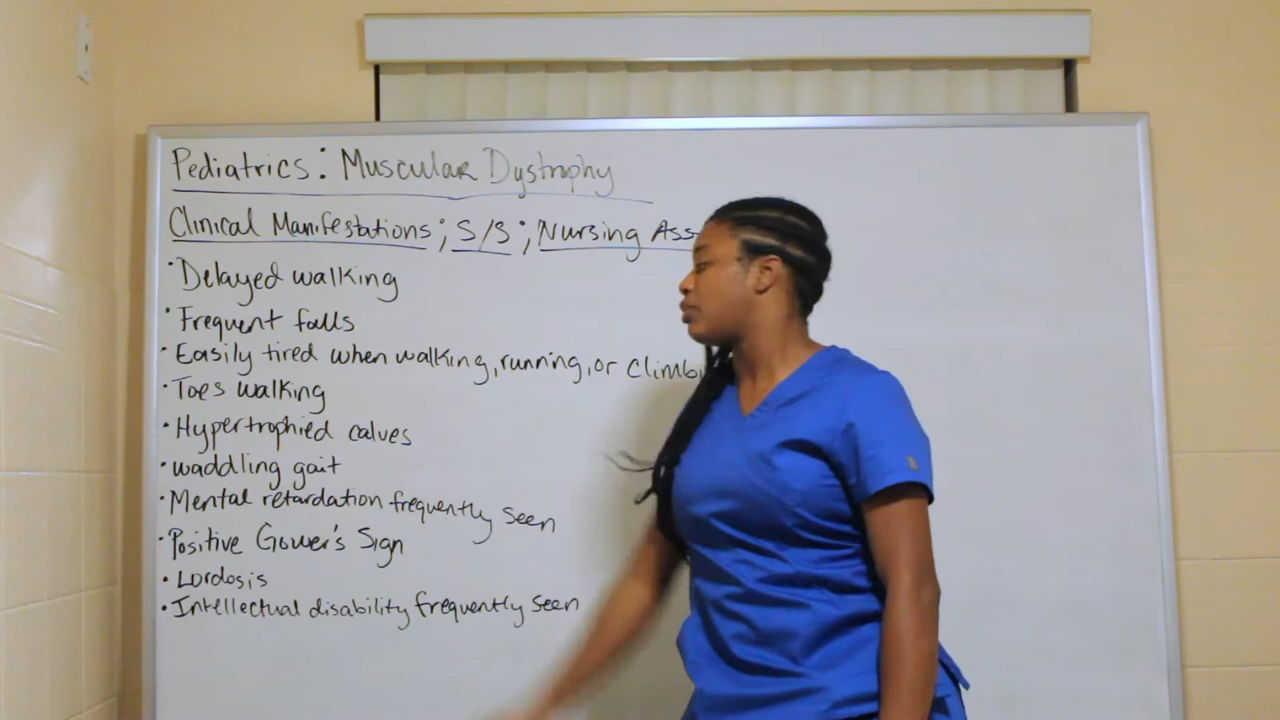 Pediatrics: Muscular Dystrophy
Clinical Manifestations; S/S; Nursing Ass
• Delayed walking
• Frequent falls
• Easily tired when walking, running, or climbi
• Toes walking
• Hypertrophied calves
• waddling gait
• Mental retardation frequently seen
• Positive Gower's Sign
• Lordosis
• Intellectual disability frequently seen